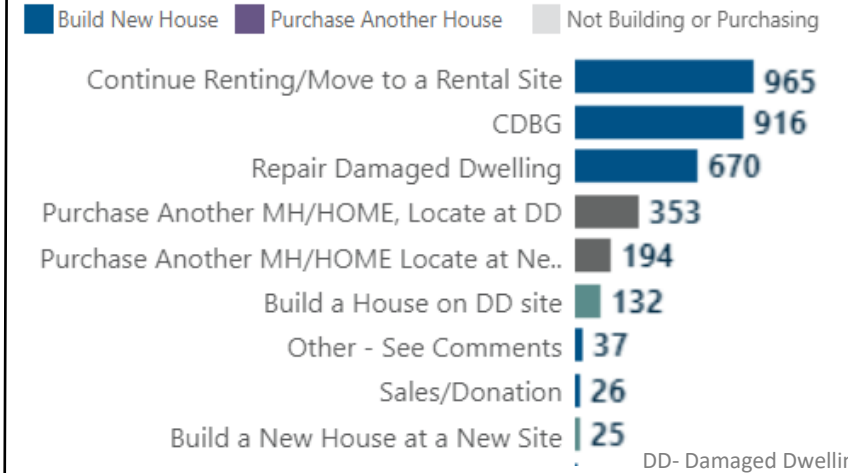 Build New House Purchase Another House Not Building or Purchasing
Continue Renting/Move to a Rental Site 965
CDBG 916
Repair Damaged Dwelling 670
Purchase Another MH/HOME, Locate at DD 353
Purchase Another MH/HOME Locate at Ne.. 194
Build a House on DD site 132
Other - See Comments 37
Sales/Donation 26
Build a New House at a New Site 25
DD- Damaged Dwellin